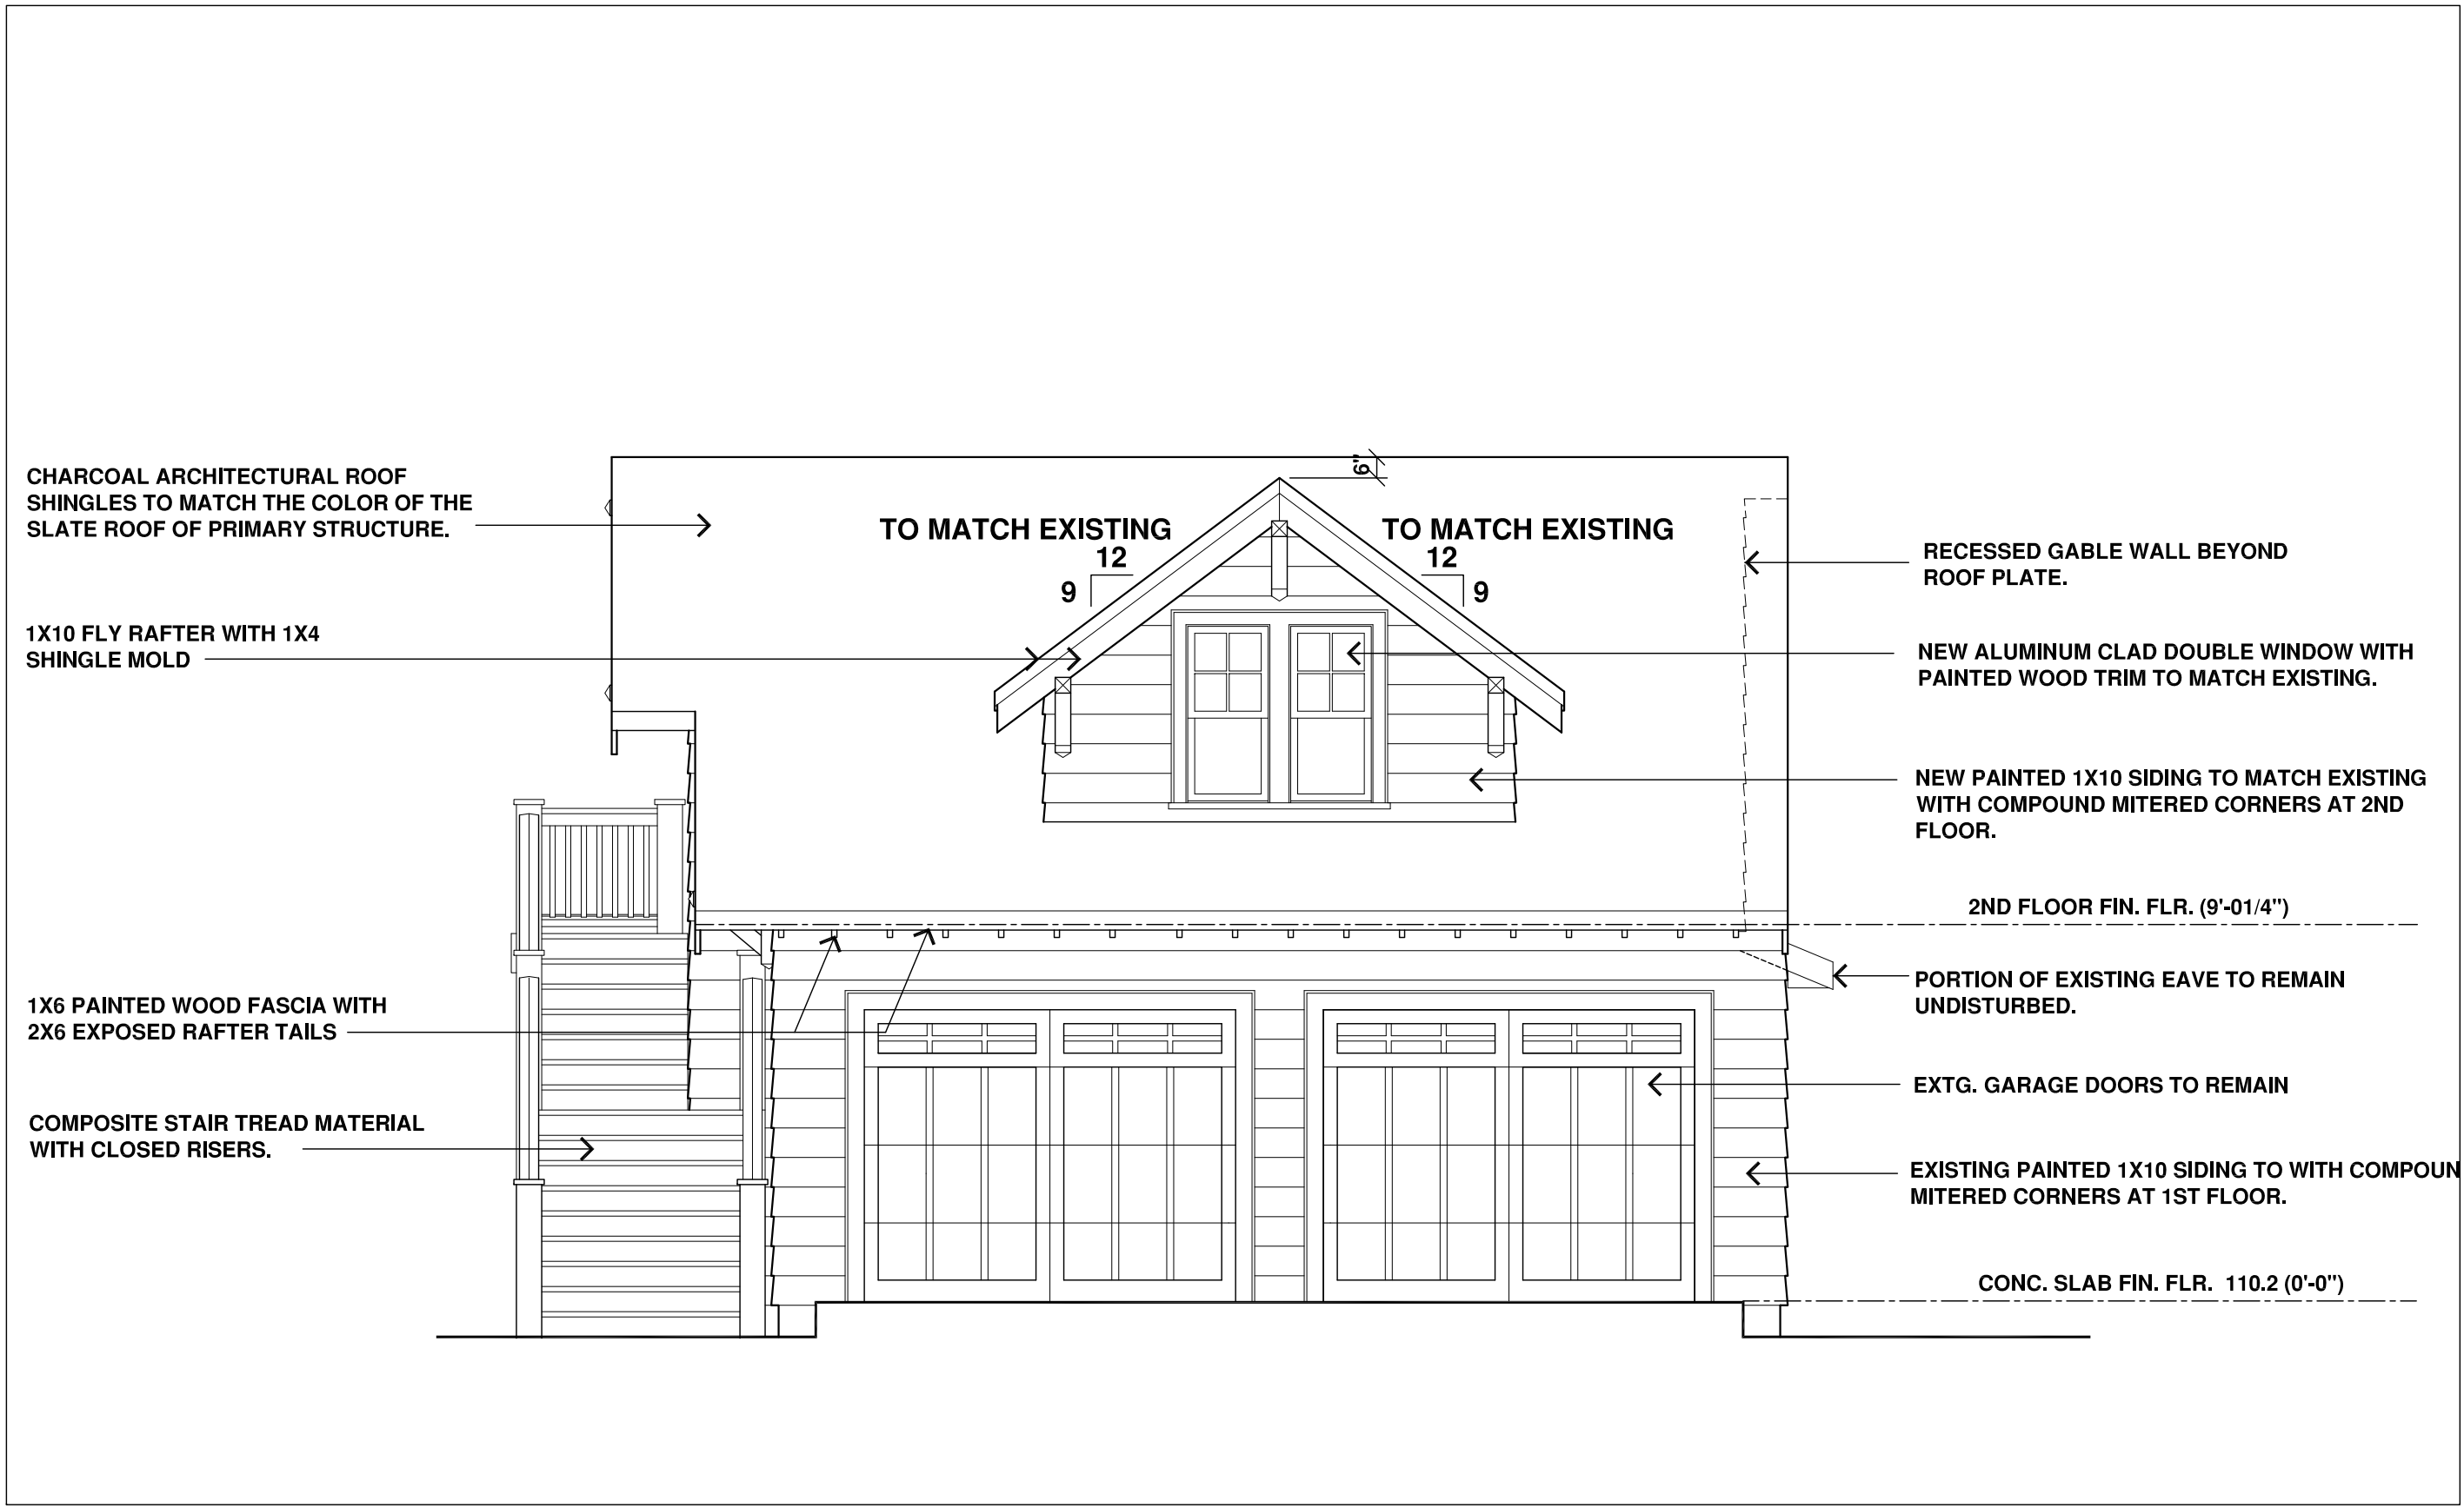 CHARCOAL ARCHITECTURAL ROOF
SHINGLES TO MATCH THE COLOR OF THE
SLATE ROOF OF PRIMARY STRUCTURE.
1X10 FLY RAFTER WITH 1X4
SHINGLE MOLD
1X6 PAINTED WOOD FASCIA WITH
2X6 EXPOSED RAFTER TAILS
COMPOSITE STAIR TREAD MATERIAL
WITH CLOSED RISERS.
6"
TO MATCH EXISTING
12
9
TO MATCH EXISTING
12
9
RECESSED GABLE WALL BEYOND
ROOF PLATE.
NEW ALUMINUM CLAD DOUBLE WINDOW WITH
PAINTED WOOD TRIM TO MATCH EXISTING.
NEW PAINTED 1X10 SIDING TO MATCH EXISTING
WITH COMPOUND MITERED CORNERS AT 2ND
FLOOR.
2ND FLOOR FIN. FLR. (9'-01/4")
PORTION OF EXISTING EAVE TO REMAIN
UNDISTURBED.
EXTG. GARAGE DOORS TO REMAIN
EXISTING PAINTED 1X10 SIDING TO WITH COMPOUN
MITERED CORNERS AT 1ST FLOOR.
CONC. SLAB FIN. FLR. 110.2 (0'-0")